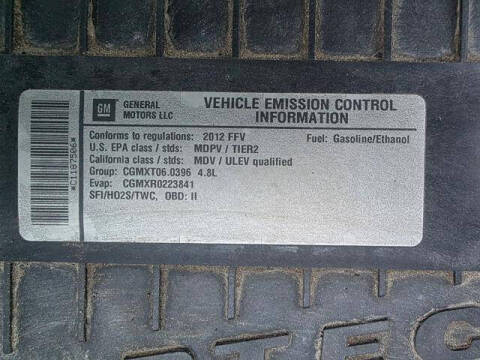 GM
GENERAL MOTORS LLC
VEHICLE EMISSION CONTROL
INFORMATION
Conforms to regulations: 2012 FFV Fuel: Gasoline/Ethanol
U.S. EPA class / stds: MDPV / TIER2
California class / stds: MDV / ULEV qualified
Group: CGMXT06.0396 4.8L
Evap: CGMXR0223841
SFI/HO2S/TWC, OBD: II
*C1187506*
RTEC